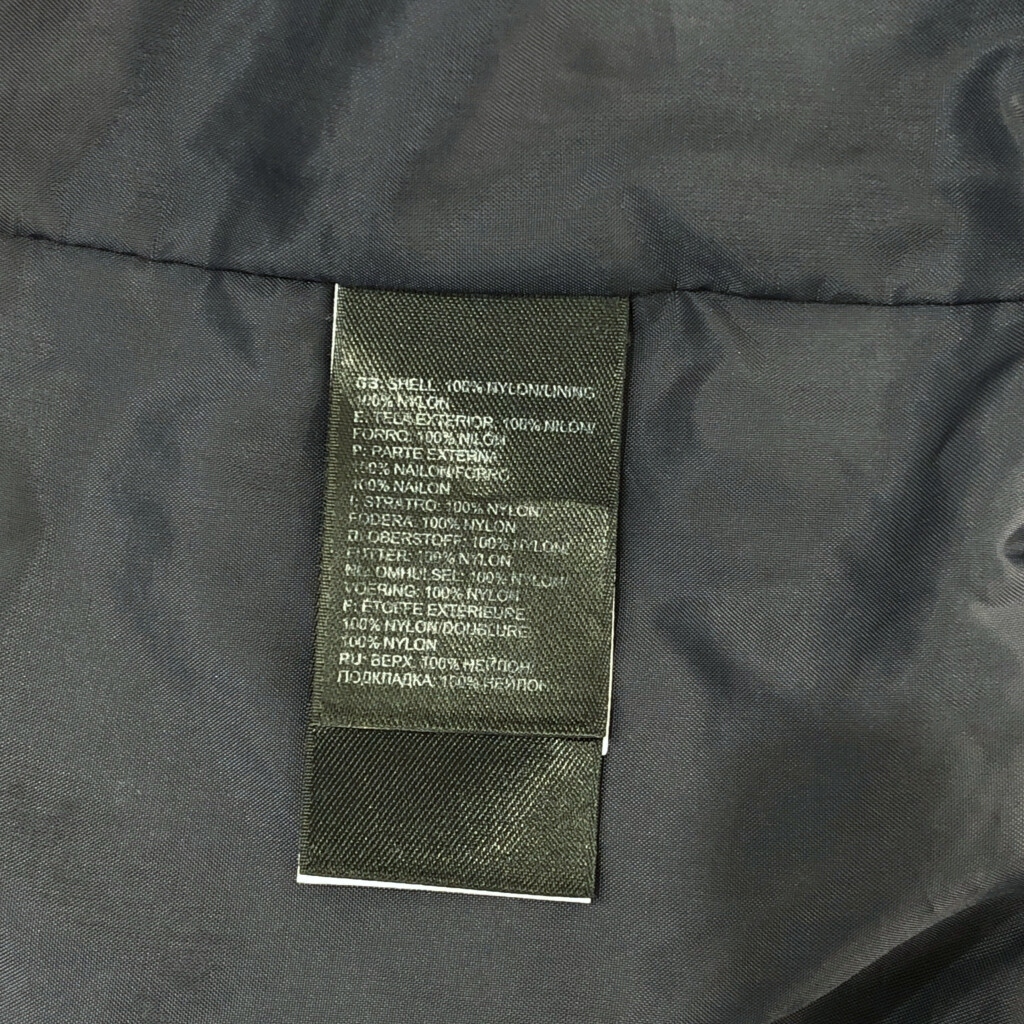 GB: SHELL: 100% NYLON/LINING
100% NYLON
E: TELA EXTERIOR: 100% NILON/
FORRO: 100% NILON
P: PARTE EXTERNA
100% NAILON/FORRO
100% NAILON
I: STRATRO: 100% NYLON
FODERA: 100% NYLON
D: OBERSTOFF: 100% NYLON/
FUTTER: 100% NYLON
NL: OMHULSEL: 100% NYLON/
VOERING: 100% NYLON
F: ÉTOFFE EXTÉRIEURE
100% NYLON/DOUBLURE:
100% NYLON
RU: ВЕРХ: 100% НЕЙЛОН/
ПОДКЛАДКА: 100% НЕЙЛОН